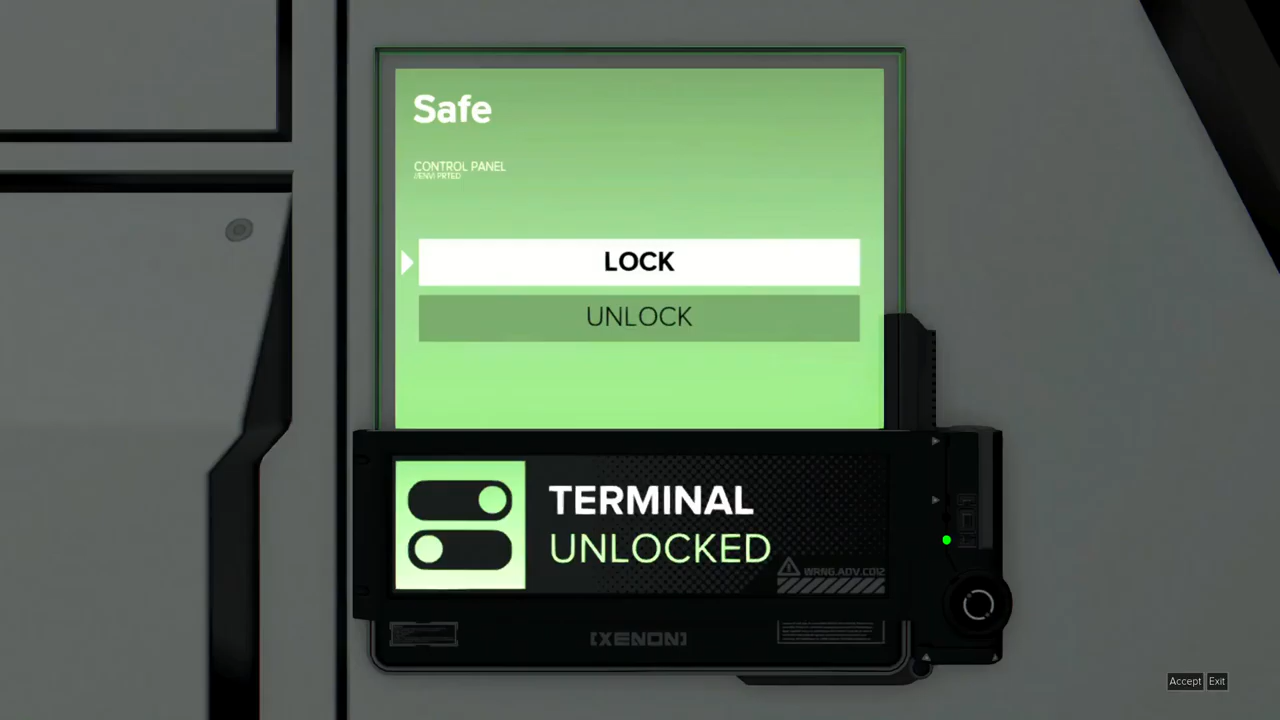 Safe
CONTROL PANEL
LOCK
UNLOCK
TERMINAL
UNLOCKED
WRNG.ADV.C012
[XENON]
Accept Exit